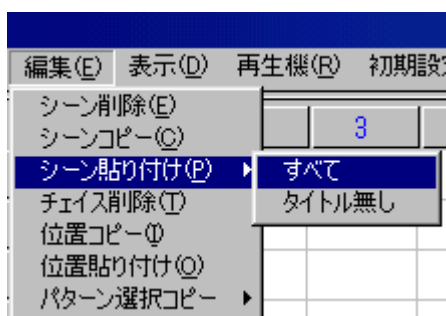 編集(E) 表示(D) 再生機(R) 初期設定
シーン削除(E)
シーンコピー(C) 3
シーン貼り付け(P) すべて
チェイス削除(T) タイトル無し
位置コピー(I)
位置貼り付け(O)
パターン選択コピー